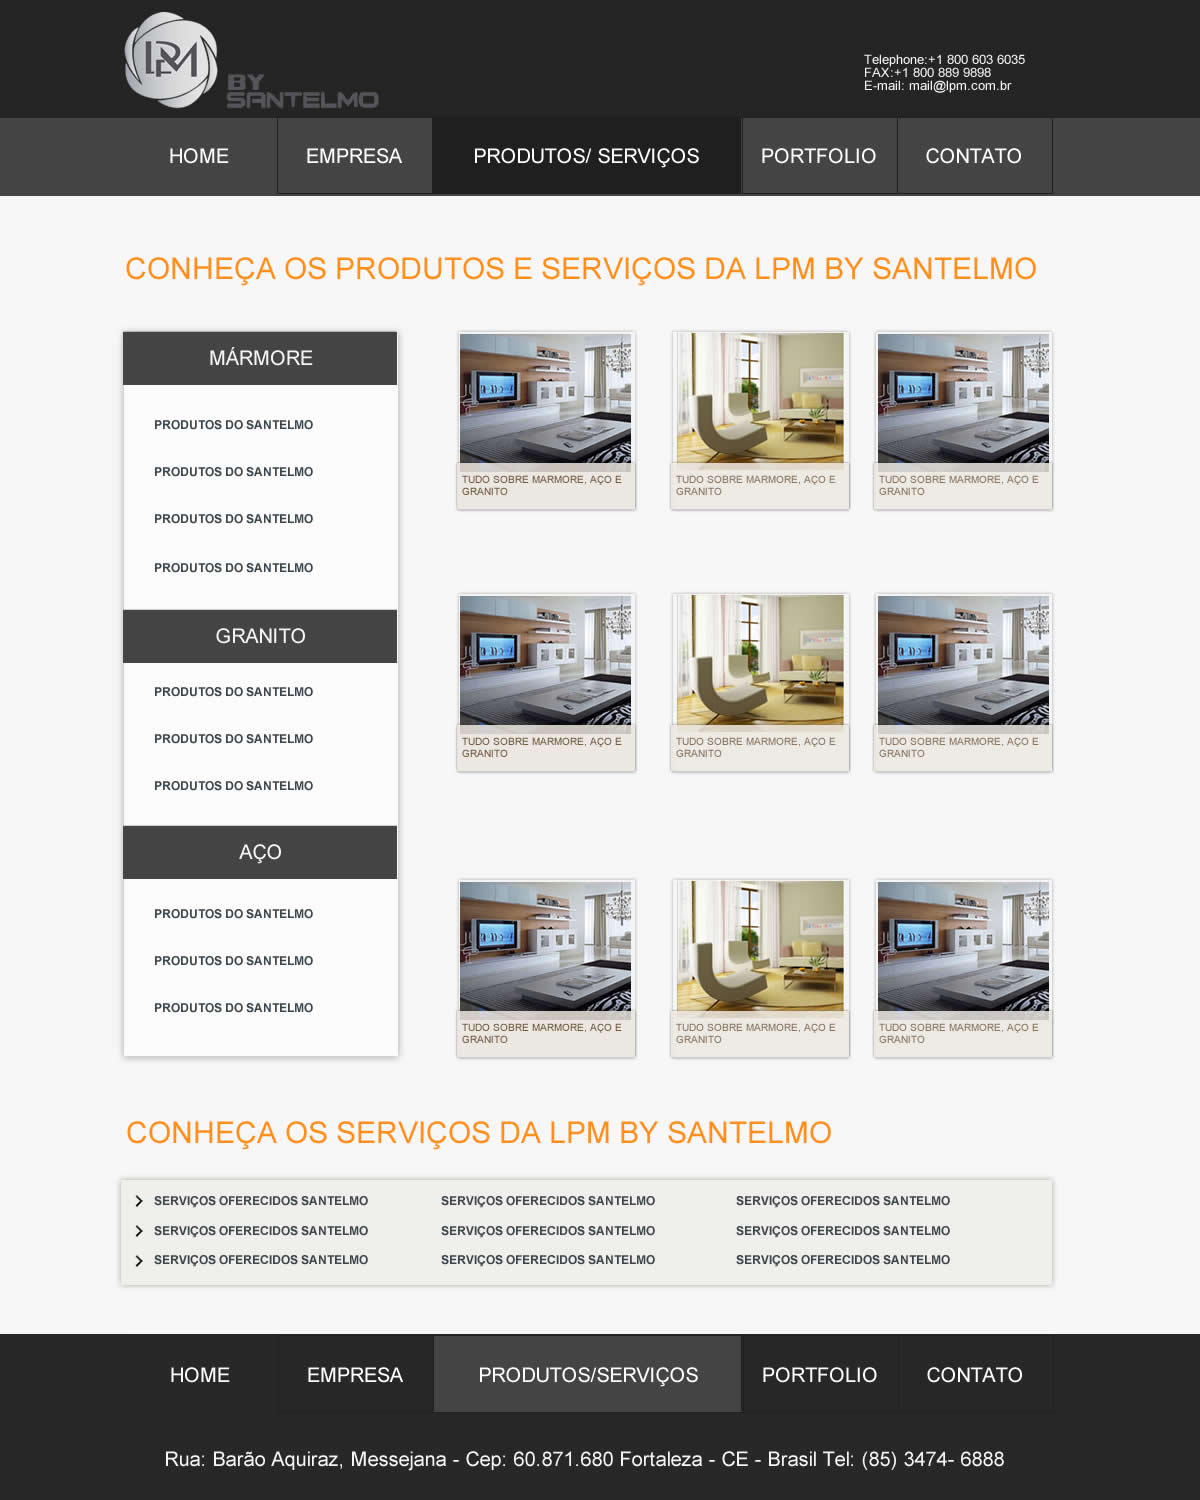 LPM
BY
SANTELMO
Telephone:+1 800 603 6035
FAX:+1 800 889 9898
E-mail: mail@lpm.com.br
HOME EMPRESA PRODUTOS/ SERVIÇOS PORTFOLIO CONTATO
CONHEÇA OS PRODUTOS E SERVIÇOS DA LPM BY SANTELMO
MÁRMORE
PRODUTOS DO SANTELMO
PRODUTOS DO SANTELMO
PRODUTOS DO SANTELMO
PRODUTOS DO SANTELMO
GRANITO
PRODUTOS DO SANTELMO
PRODUTOS DO SANTELMO
PRODUTOS DO SANTELMO
AÇO
PRODUTOS DO SANTELMO
PRODUTOS DO SANTELMO
PRODUTOS DO SANTELMO
TUDO SOBRE MARMORE, AÇO E
GRANITO
TUDO SOBRE MARMORE, AÇO E
GRANITO
TUDO SOBRE MARMORE, AÇO E
GRANITO
TUDO SOBRE MARMORE, AÇO E
GRANITO
TUDO SOBRE MARMORE, AÇO E
GRANITO
TUDO SOBRE MARMORE, AÇO E
GRANITO
TUDO SOBRE MARMORE, AÇO E
GRANITO
TUDO SOBRE MARMORE, AÇO E
GRANITO
TUDO SOBRE MARMORE, AÇO E
GRANITO
CONHEÇA OS SERVIÇOS DA LPM BY SANTELMO
SERVIÇOS OFERECIDOS SANTELMO SERVIÇOS OFERECIDOS SANTELMO SERVIÇOS OFERECIDOS SANTELMO
SERVIÇOS OFERECIDOS SANTELMO SERVIÇOS OFERECIDOS SANTELMO SERVIÇOS OFERECIDOS SANTELMO
SERVIÇOS OFERECIDOS SANTELMO SERVIÇOS OFERECIDOS SANTELMO SERVIÇOS OFERECIDOS SANTELMO
HOME EMPRESA PRODUTOS/SERVIÇOS PORTFOLIO CONTATO
Rua: Barão Aquiraz, Messejana - Cep: 60.871.680 Fortaleza - CE - Brasil Tel: (85) 3474- 6888